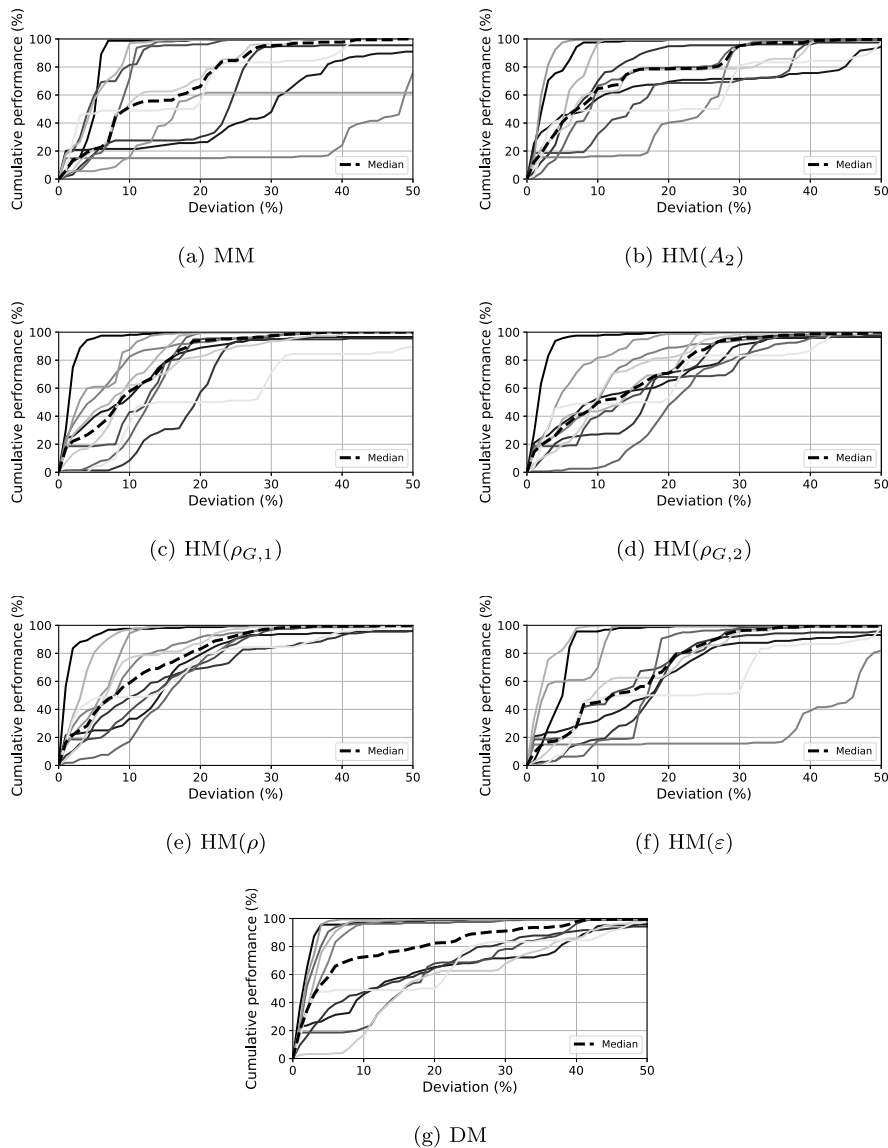 Cumulative performance (%)
100
80
60
40
20
0
Median
0 10 20 30 40 50
Deviation (%)
(a) MM
Cumulative performance (%)
100
80
60
40
20
0
Median
0 10 20 30 40 50
Deviation (%)
(b) HM(A₂)
Cumulative performance (%)
100
80
60
40
20
0
Median
0 10 20 30 40 50
Deviation (%)
(c) HM(ρ_{G,1})
Cumulative performance (%)
100
80
60
40
20
0
Median
0 10 20 30 40 50
Deviation (%)
(d) HM(ρ_{G,2})
Cumulative performance (%)
100
80
60
40
20
0
Median
0 10 20 30 40 50
Deviation (%)
(e) HM(ρ)
Cumulative performance (%)
100
80
60
40
20
0
Median
0 10 20 30 40 50
Deviation (%)
(f) HM(ε)
Cumulative performance (%)
100
80
60
40
20
0
Median
0 10 20 30 40 50
Deviation (%)
(g) DM